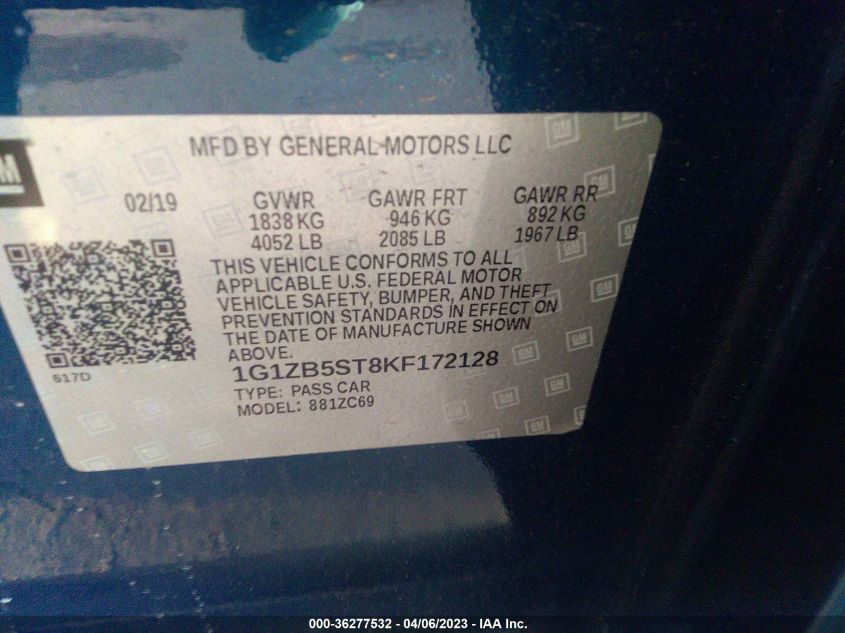 MFD BY GENERAL MOTORS LLC
GM
02/19 GVWR GAWR FRT GAWR RR
1838 KG 946 KG 892 KG
4052 LB 2085 LB 1967 LB
THIS VEHICLE CONFORMS TO ALL
APPLICABLE U.S. FEDERAL MOTOR
VEHICLE SAFETY, BUMPER, AND THEFT
PREVENTION STANDARDS IN EFFECT ON
THE DATE OF MANUFACTURE SHOWN
ABOVE.
617D
1G1ZB5ST8KF172128
TYPE: PASS CAR
MODEL: 881ZC69
000-36277532 - 04/06/2023 - IAA Inc.